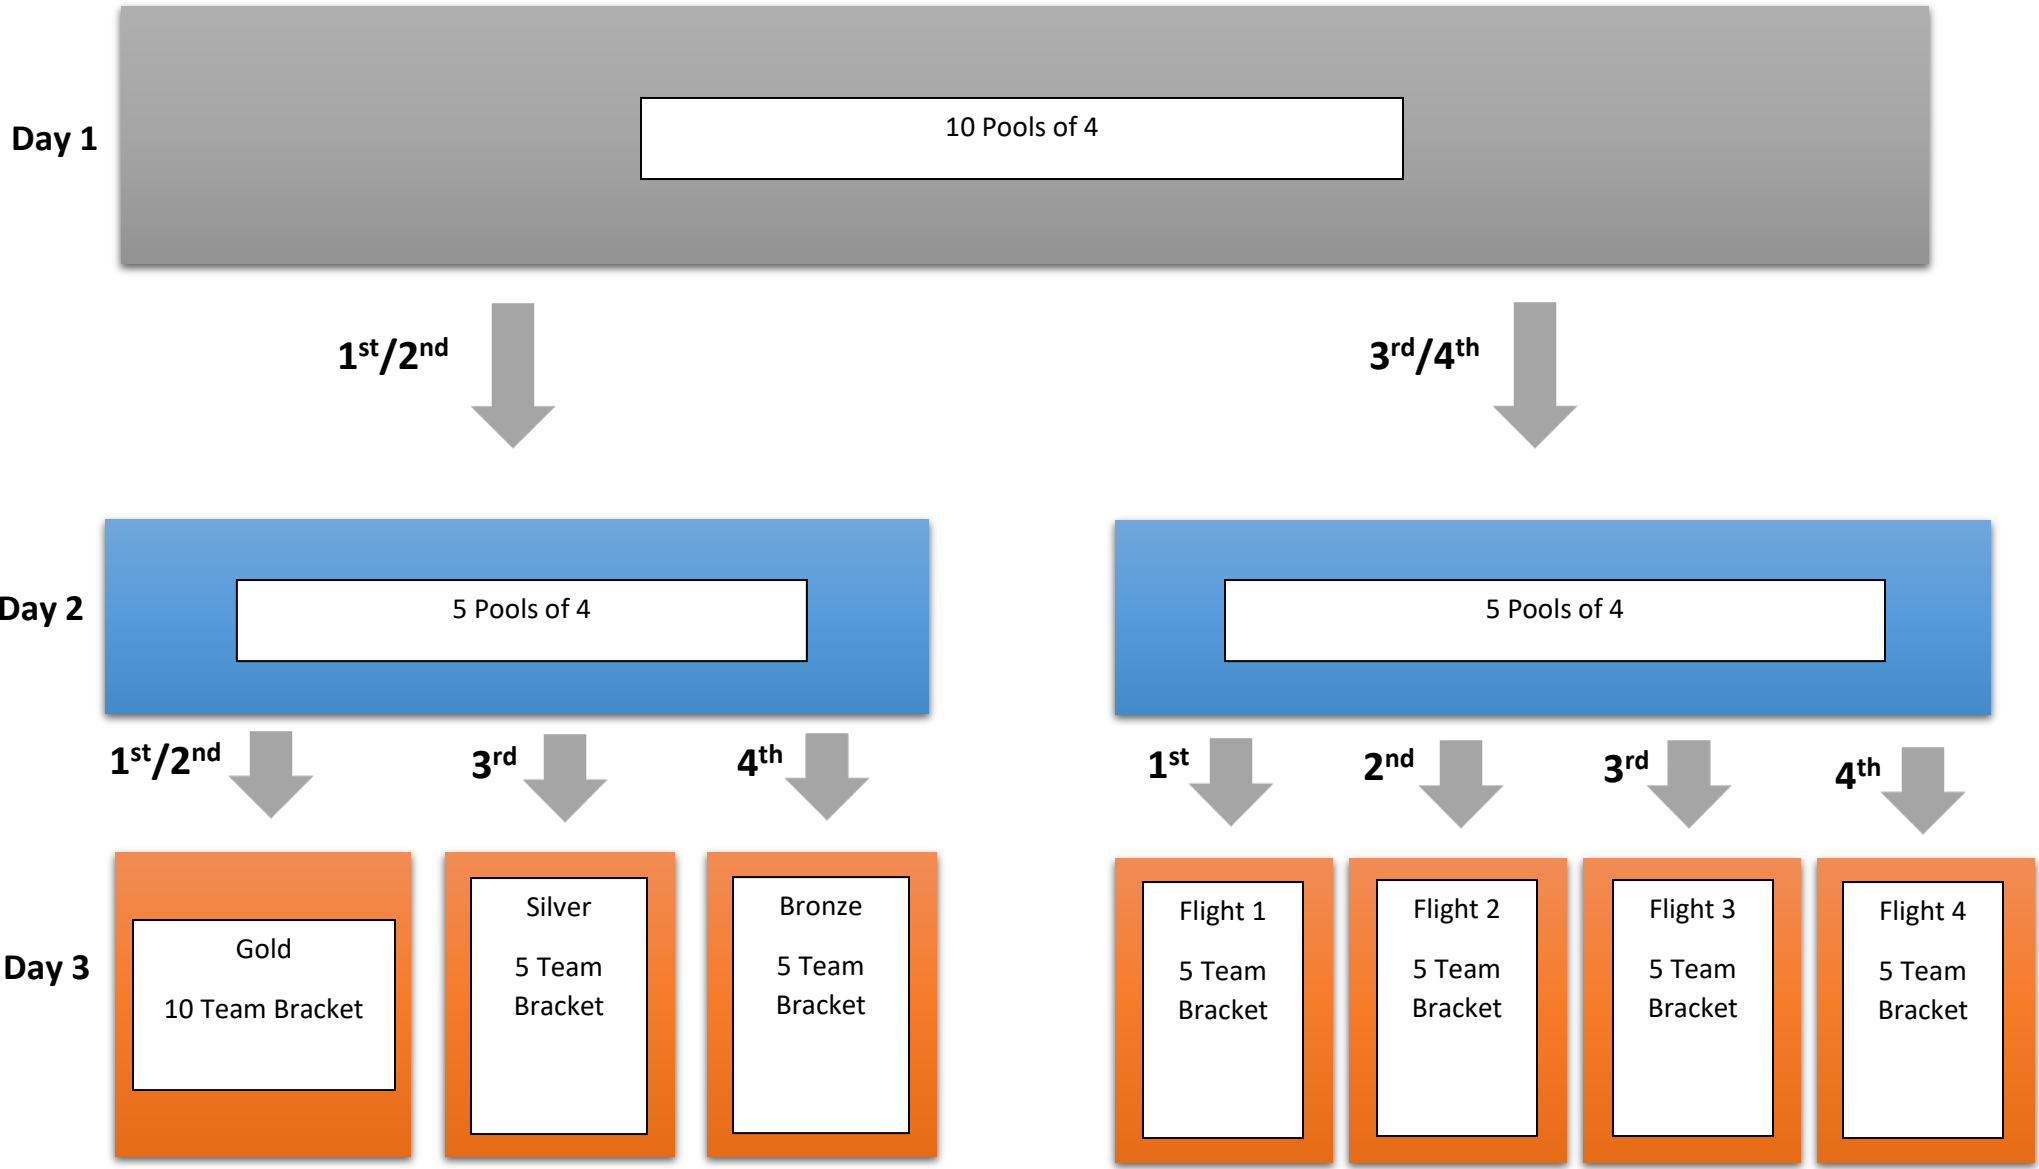 Day 1
10 Pools of 4
1st/2nd
3rd/4th
Day 2
5 Pools of 4
5 Pools of 4
1st/2nd
3rd
4th
1st
2nd
3rd
4th
Day 3
Gold
10 Team Bracket
Silver
5 Team
Bracket
Bronze
5 Team
Bracket
Flight 1
5 Team
Bracket
Flight 2
5 Team
Bracket
Flight 3
5 Team
Bracket
Flight 4
5 Team
Bracket